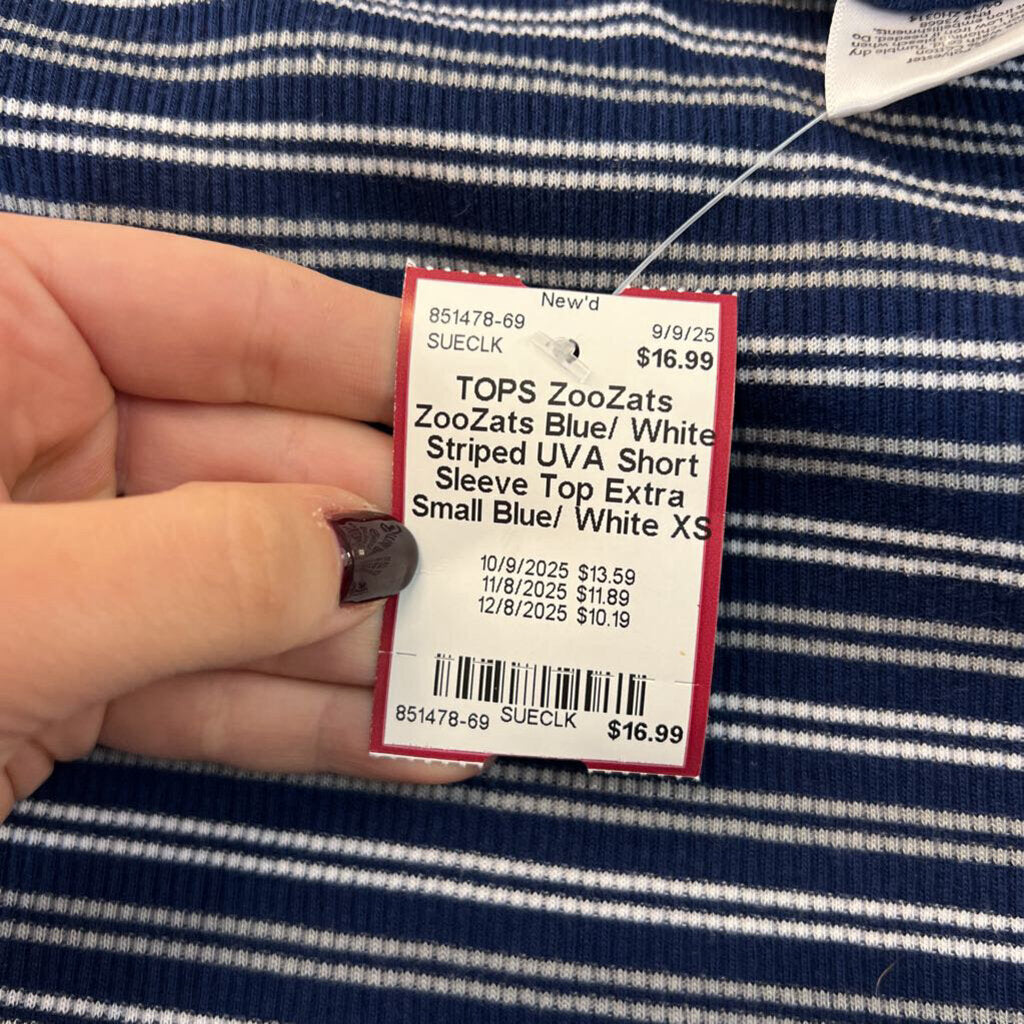 New'd
851478-69 9/9/25
SUECLK $16.99
TOPS ZooZats
ZooZats Blue/ White
Striped UVA Short
Sleeve Top Extra
Small Blue/ White XS
10/9/2025 $13.59
11/8/2025 $11.89
12/8/2025 $10.19
851478-69 SUECLK $16.99